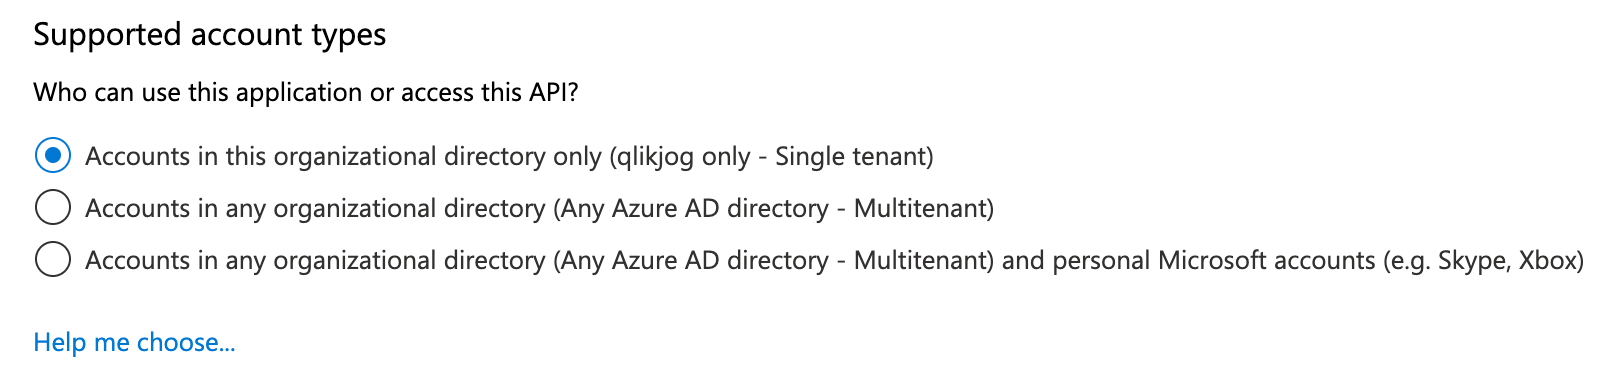 Supported account types
Who can use this application or access this API?
Accounts in this organizational directory only (qlikjog only - Single tenant)
Accounts in any organizational directory (Any Azure AD directory - Multitenant)
Accounts in any organizational directory (Any Azure AD directory - Multitenant) and personal Microsoft accounts (e.g. Skype, Xbox)
Help me choose...